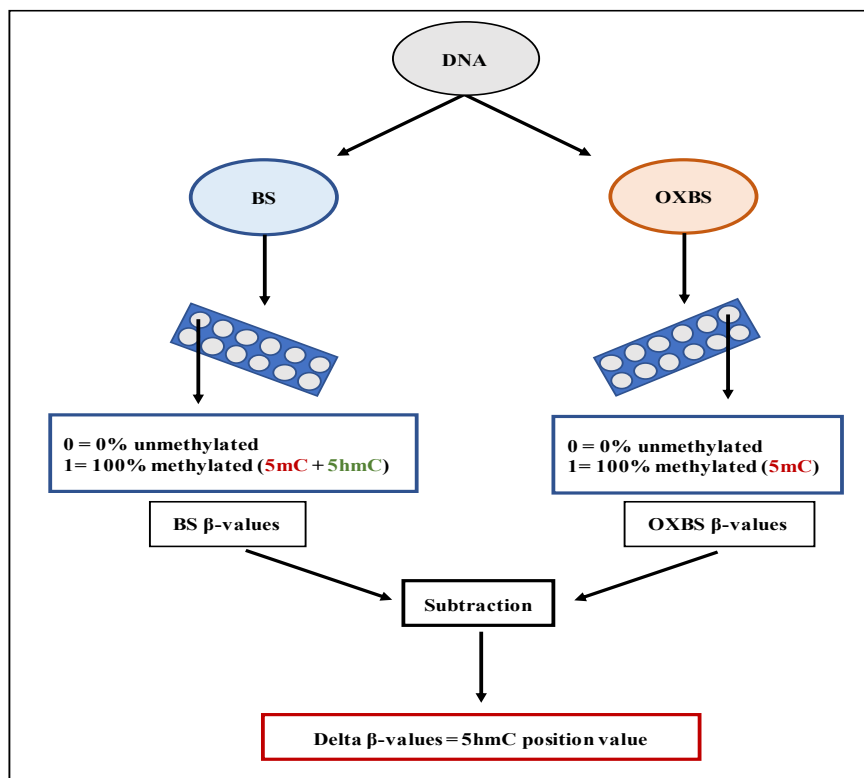 DNA
BS
OXBS
0 = 0% unmethylated
1= 100% methylated (5mC + 5hmC)
0 = 0% unmethylated
1= 100% methylated (5mC)
BS β-values
OXBS β-values
Subtraction
Delta β-values = 5hmC position value